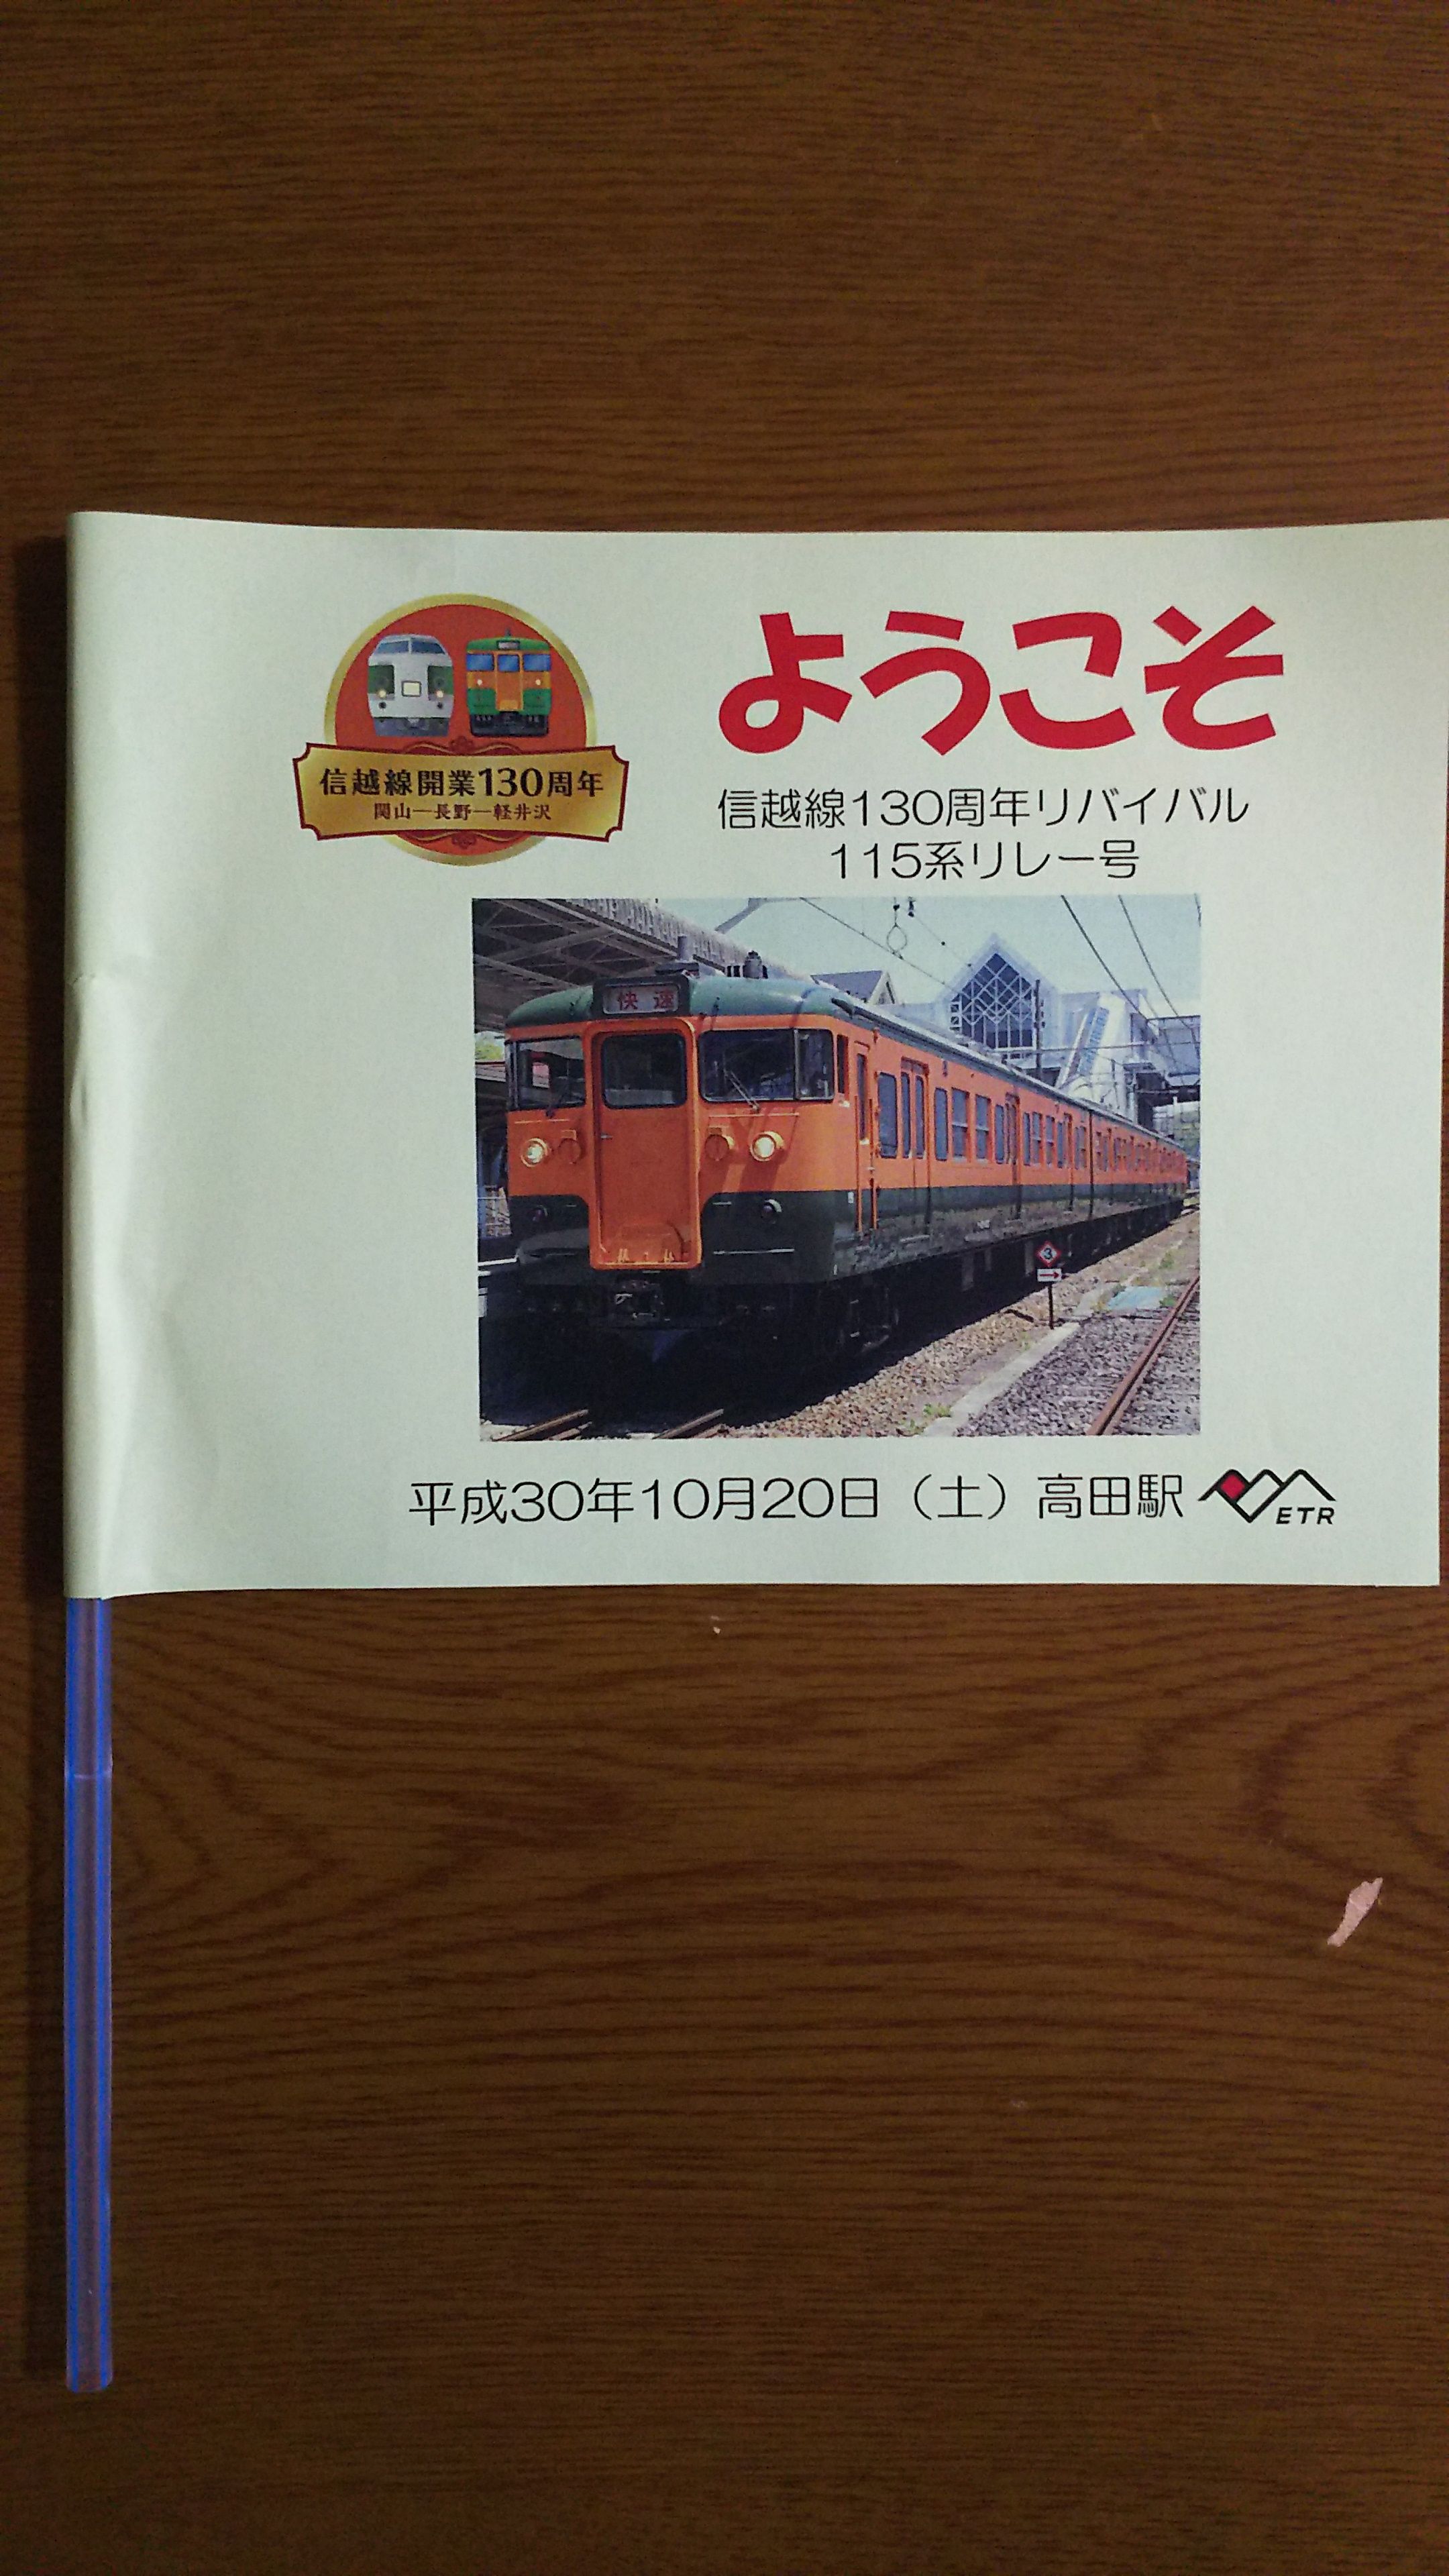 ようこそ
信越線開業130周年
関山―長野―軽井沢
信越線130周年リバイバル
115系リレー号
快速
3
平成30年10月20日（土）高田駅
ETR